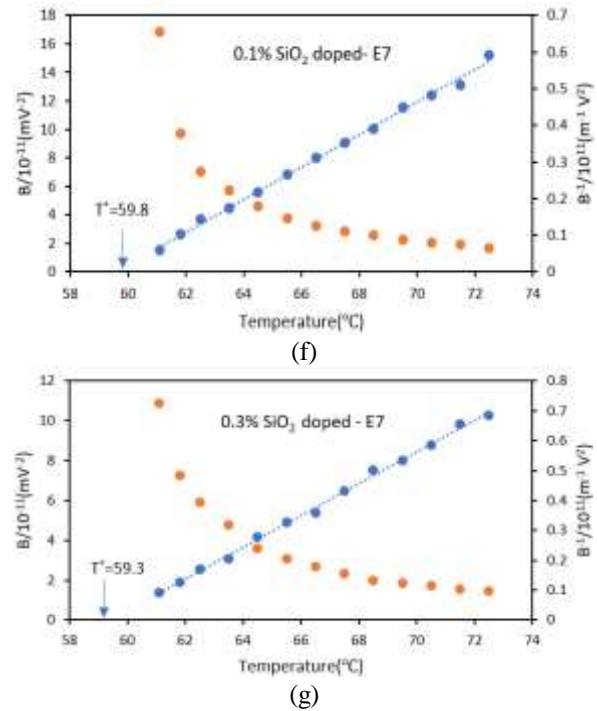 0.1% SiO₂ doped- E7
T*=59.8
B/10⁻¹¹(mV⁻²)
18
16
14
12
10
8
6
4
2
0
B⁻¹/10¹¹(m⁻¹ V²)
0.7
0.6
0.5
0.4
0.3
0.2
0.1
0
58 60 62 64 66 68 70 72 74
Temperature(°C)
(f)
0.3% SiO₂ doped - E7
T*=59.3
B/10⁻¹¹(mV⁻²)
12
10
8
6
4
2
0
B⁻¹/10¹¹(m⁻¹ V²)
0.8
0.7
0.6
0.5
0.4
0.3
0.2
0.1
0
58 60 62 64 66 68 70 72 74
Temperature(°C)
(g)